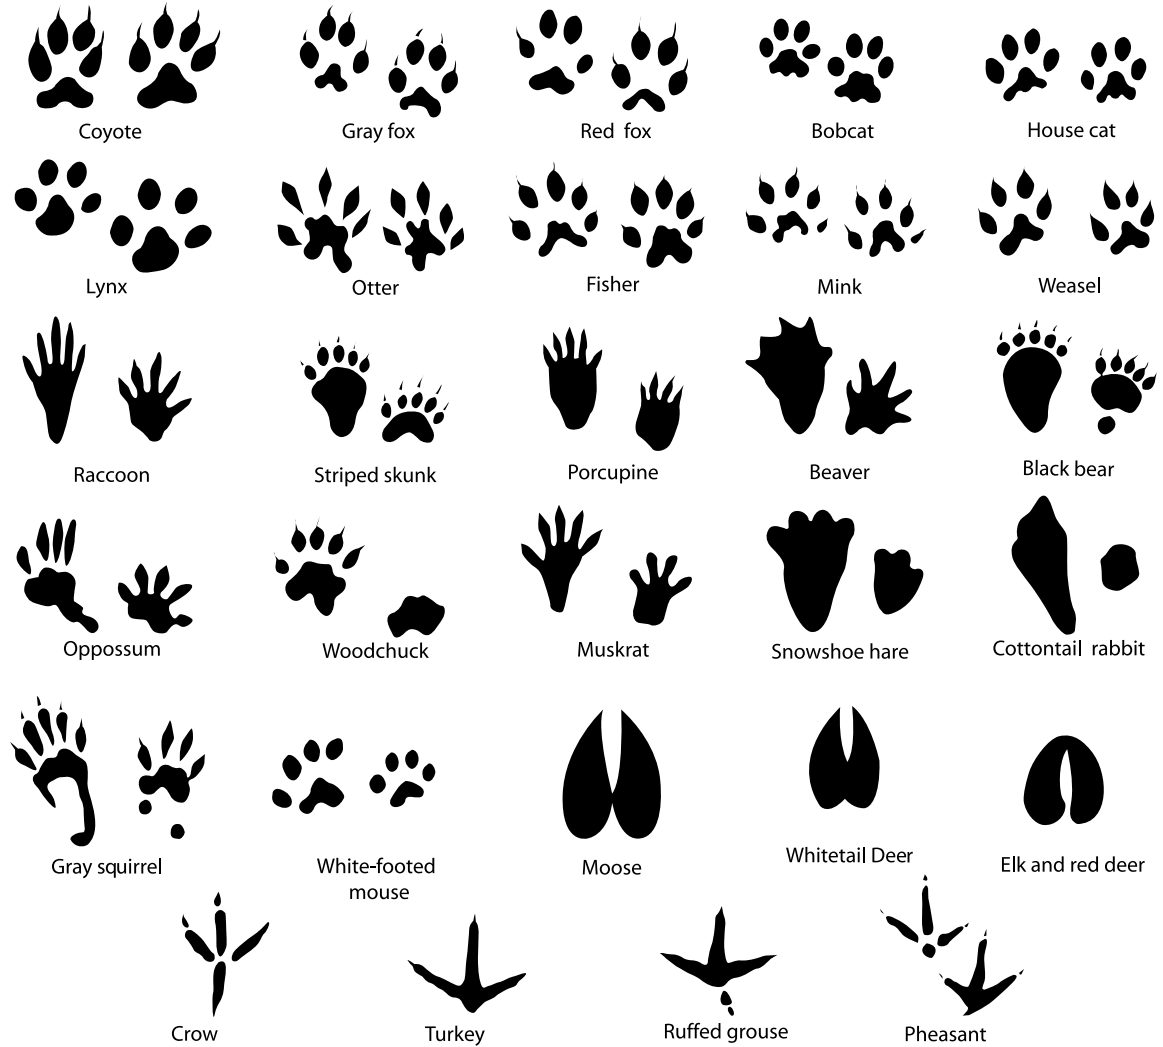 Coyote
Gray fox
Red fox
Bobcat
House cat
Lynx
Otter
Fisher
Mink
Weasel
Raccoon
Striped skunk
Porcupine
Beaver
Black bear
Oppossum
Woodchuck
Muskrat
Snowshoe hare
Cottontail rabbit
Gray squirrel
White-footed
mouse
Moose
Whitetail Deer
Elk and red deer
Crow
Turkey
Ruffed grouse
Pheasant